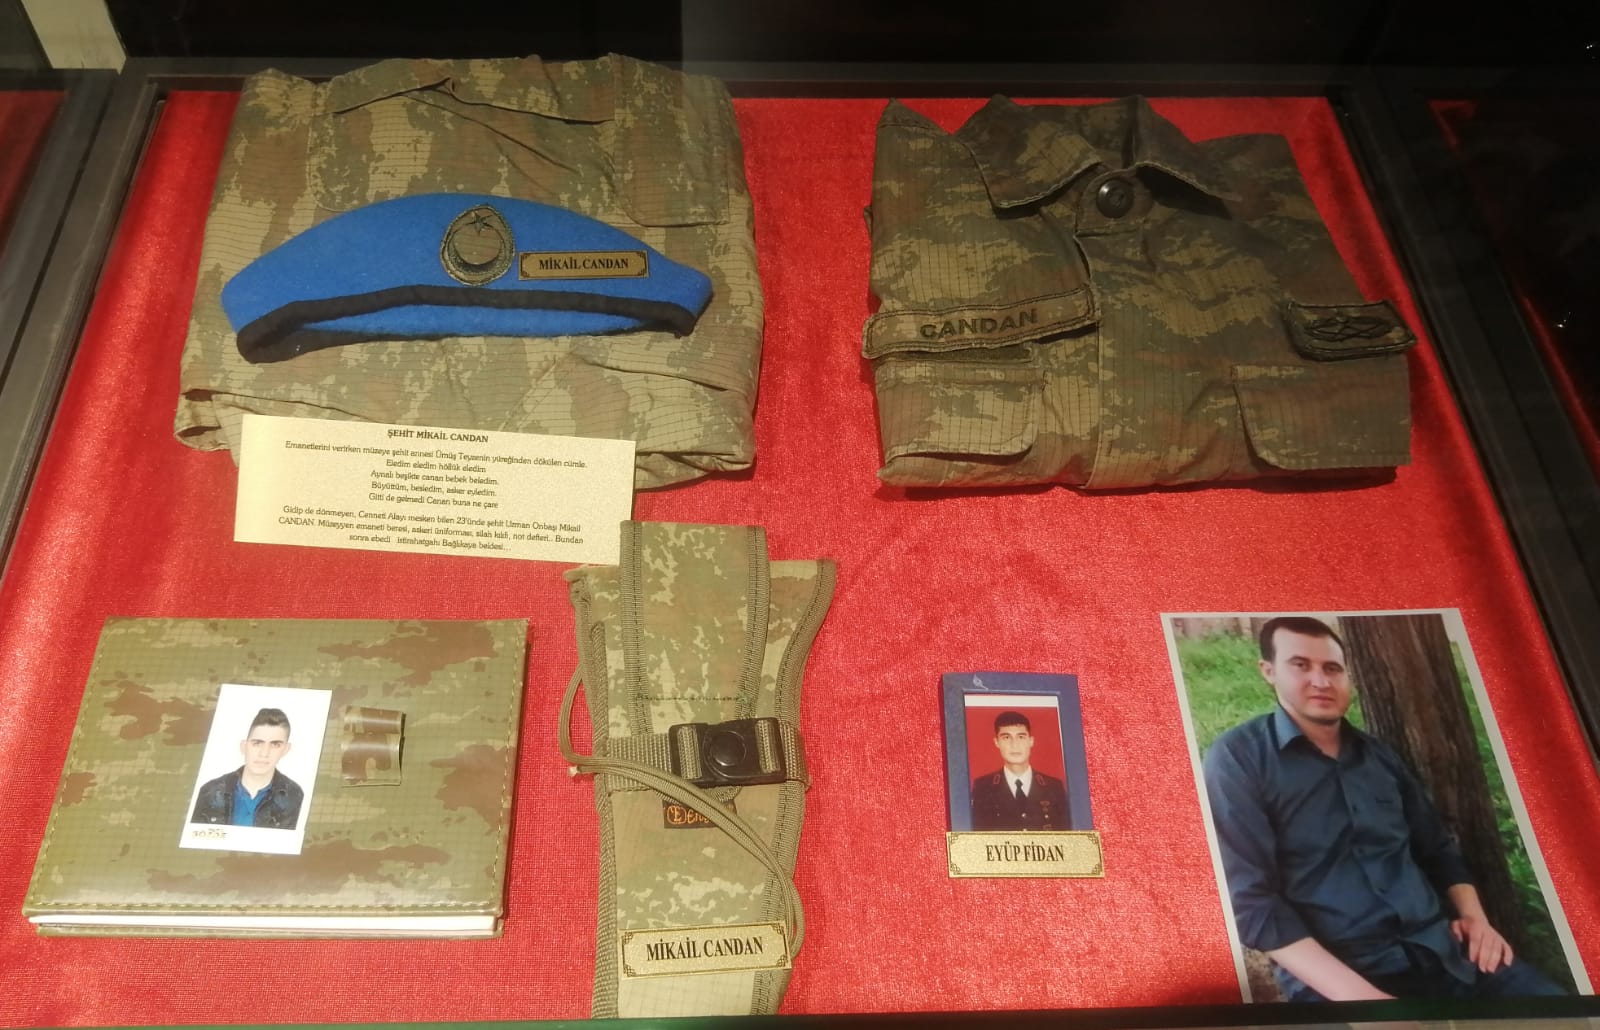 MİKAİL CANDAN
CANDAN
ŞEHİT MİKAİL CANDAN
Emanetlerini verirken müzeye şehit annesi Ümüş Teyzenin yüreğinden dökülen cümle.
Eledim eledim höllük eledim
Aynalı beşikte canan bebek beledim.
Büyüttüm, besledim, asker eyledim.
Gitti de gelmedi Canan buna ne çare
Gidip de dönmeyen, Cenneti Alayı mesken bilen 23'ünde şehit Uzman Onbaşı Mikail
CANDAN. Müzeyyen emaneti beresi, askeri üniforması, silah kılıfı, not defteri.. Bundan
sonra ebedi istirahatgahı Bağlıkaya beldesi...
EYÜP FİDAN
MİKAİL CANDAN